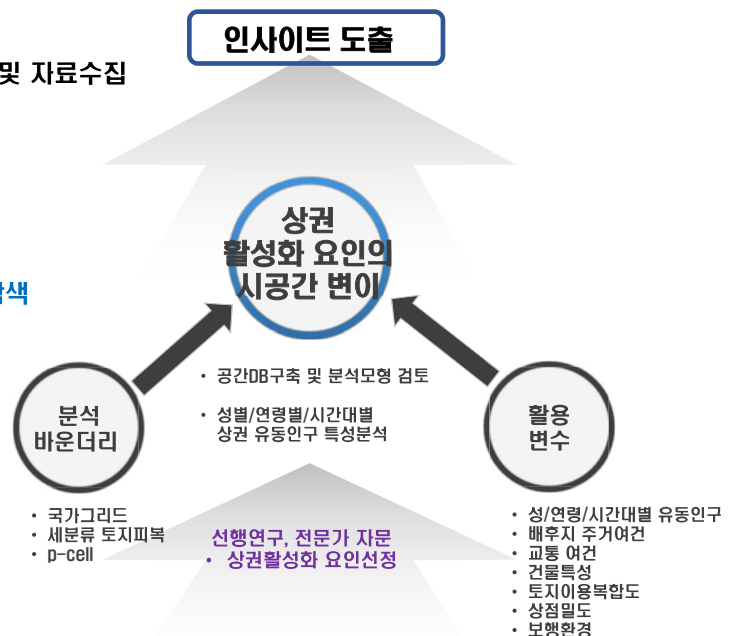 인사이트 도출
및 자료수집
상권
활성화 요인의
시공간 변이
색
• 공간DB구축 및 분석모형 검토
• 성별/연령별/시간대별
상권 유동인구 특성분석
분석
바운더리
활용
변수
• 국가그리드
• 세분류 토지피복
• p-cell
선행연구, 전문가 자문
• 상권활성화 요인선정
• 성/연령/시간대별 유동인구
• 배후지 주거여건
• 교통 여건
• 건물특성
• 토지이용복합도
• 상점밀도
• 보행환경